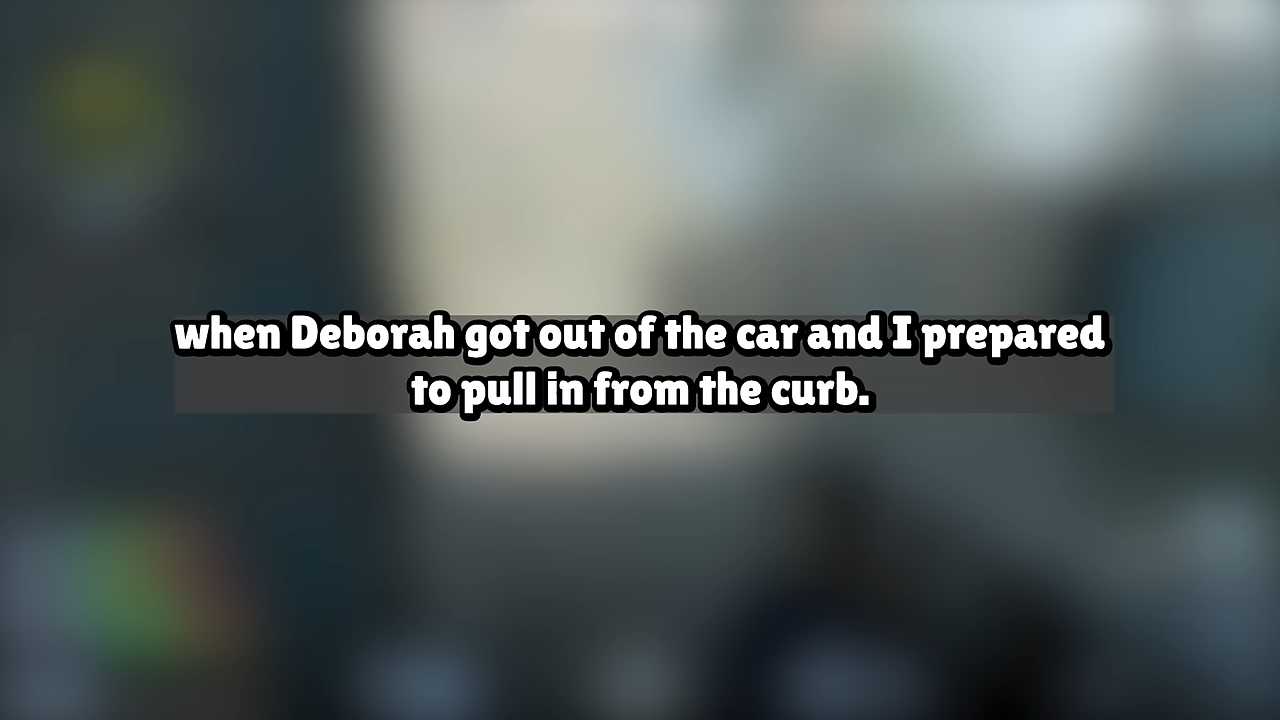 when Deborah got out of the car and I prepared
to pull in from the curb.